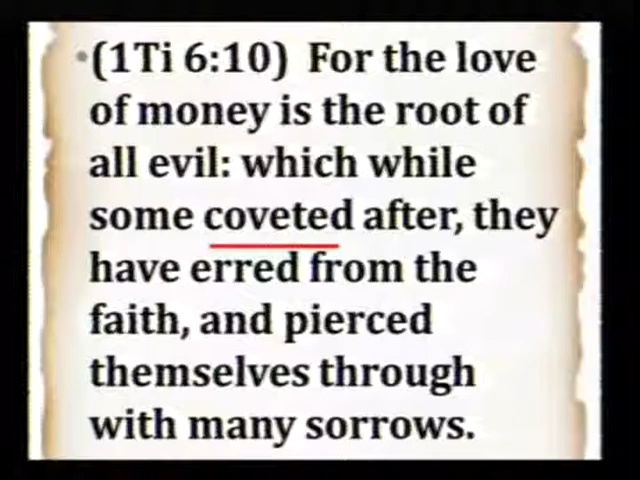 •(1Ti 6:10) For the love
of money is the root of
all evil: which while
some coveted after, they
have erred from the
faith, and pierced
themselves through
with many sorrows.